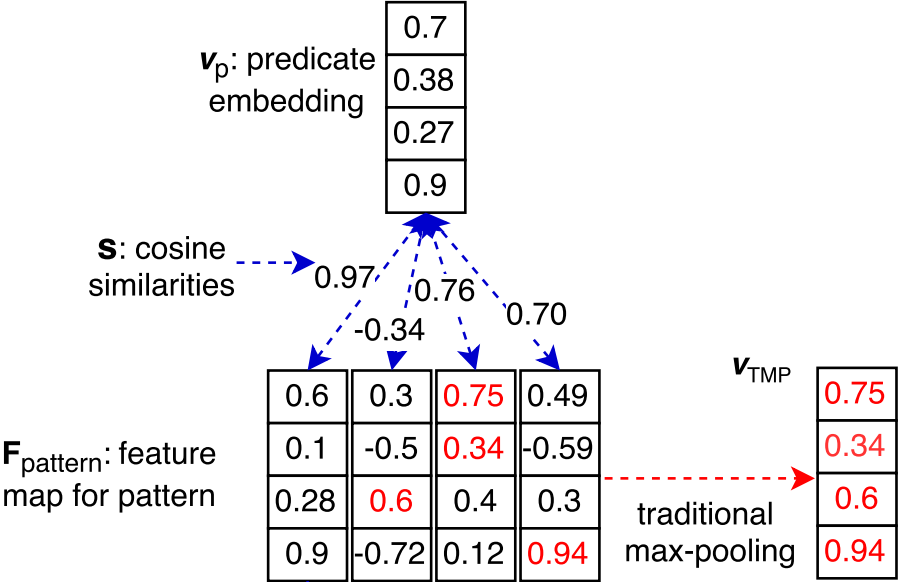 0.7
v_p: predicate
embedding
0.38
0.27
0.9
S: cosine
similarities
0.97
0.76
-0.34
0.70
v_TMP
0.6 0.3 0.75 0.49
0.1 -0.5 0.34 -0.59
0.28 0.6 0.4 0.3
0.9 -0.72 0.12 0.94
F_pattern: feature
map for pattern
traditional
max-pooling
0.75
0.34
0.6
0.94